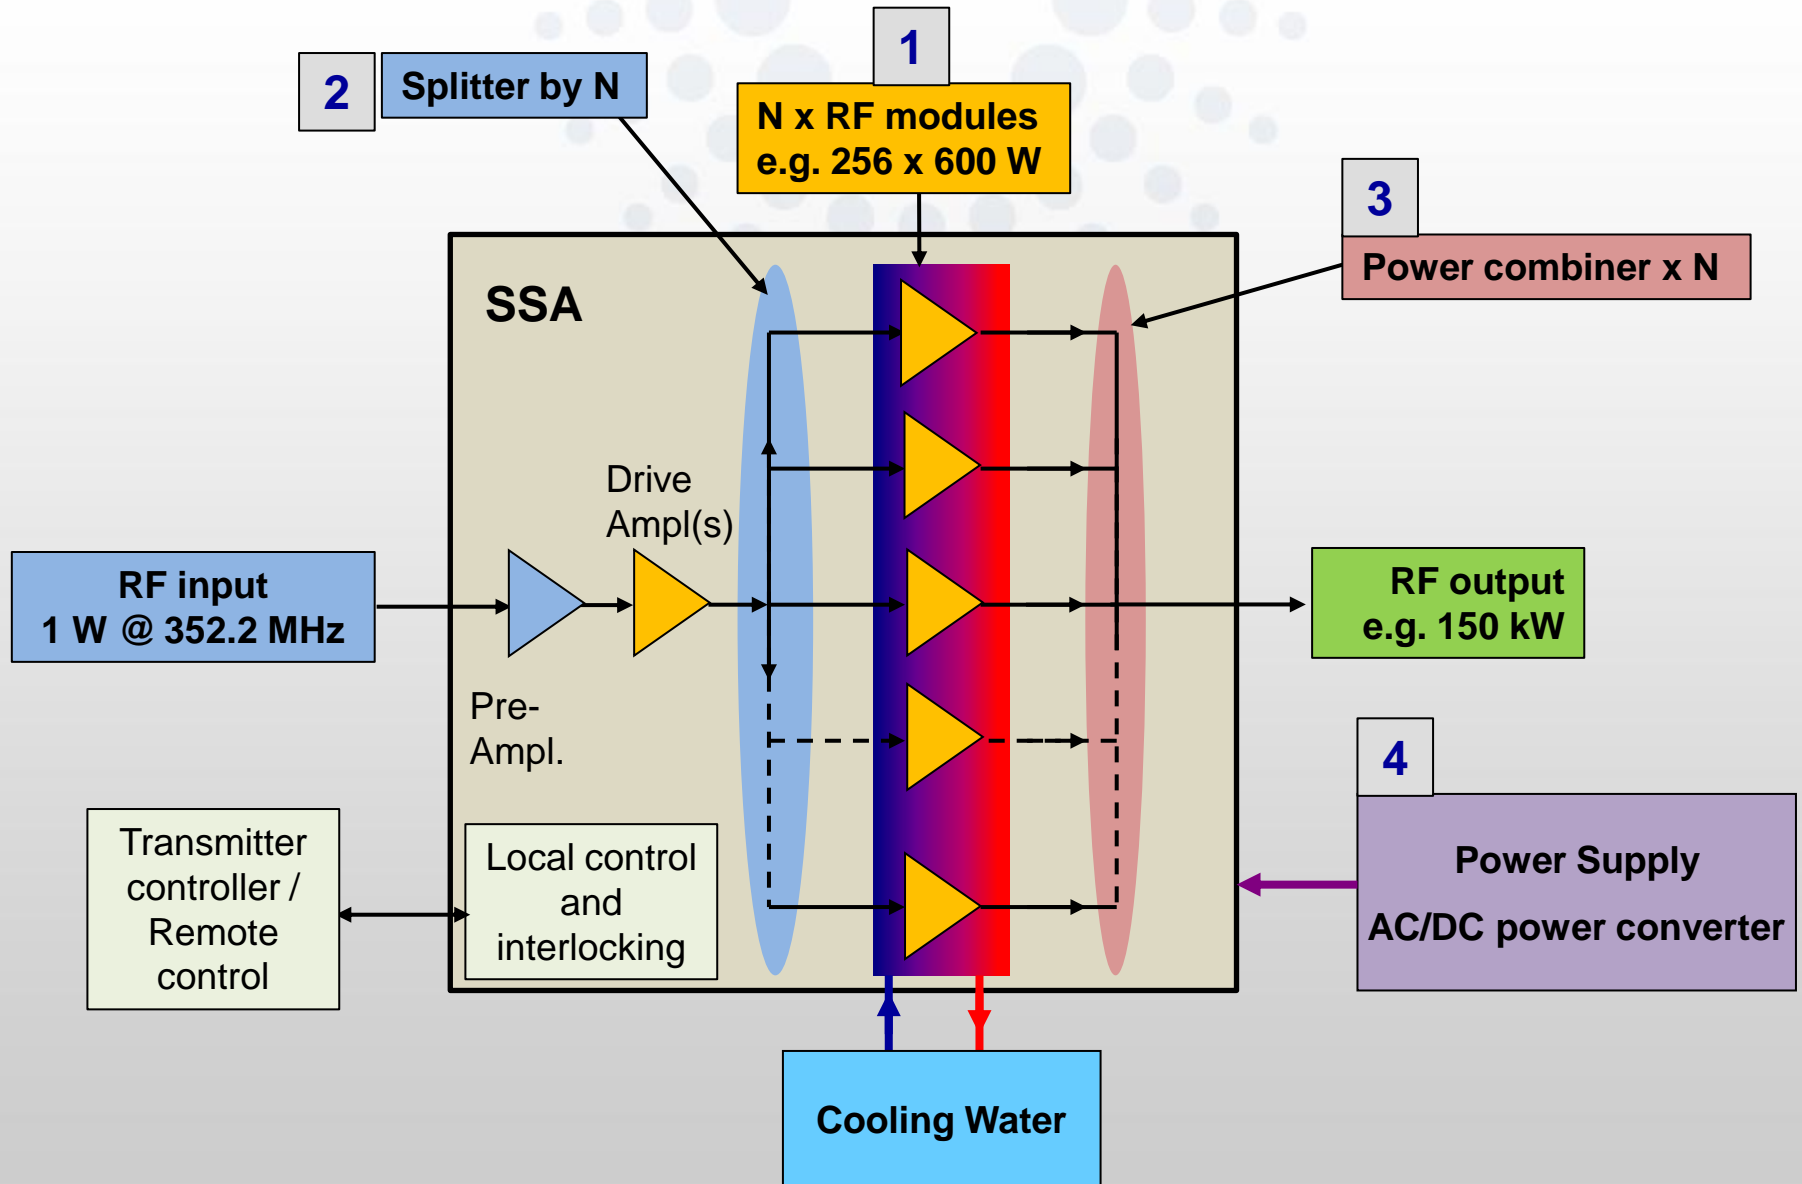 1
2
Splitter by N
N x RF modules
e.g. 256 x 600 W
3
Power combiner x N
SSA
Drive
Ampl(s)
RF input
1 W @ 352.2 MHz
RF output
e.g. 150 kW
Pre-
Ampl.
4
Power Supply
AC/DC power converter
Transmitter
controller /
Remote
control
Local control
and
interlocking
Cooling Water